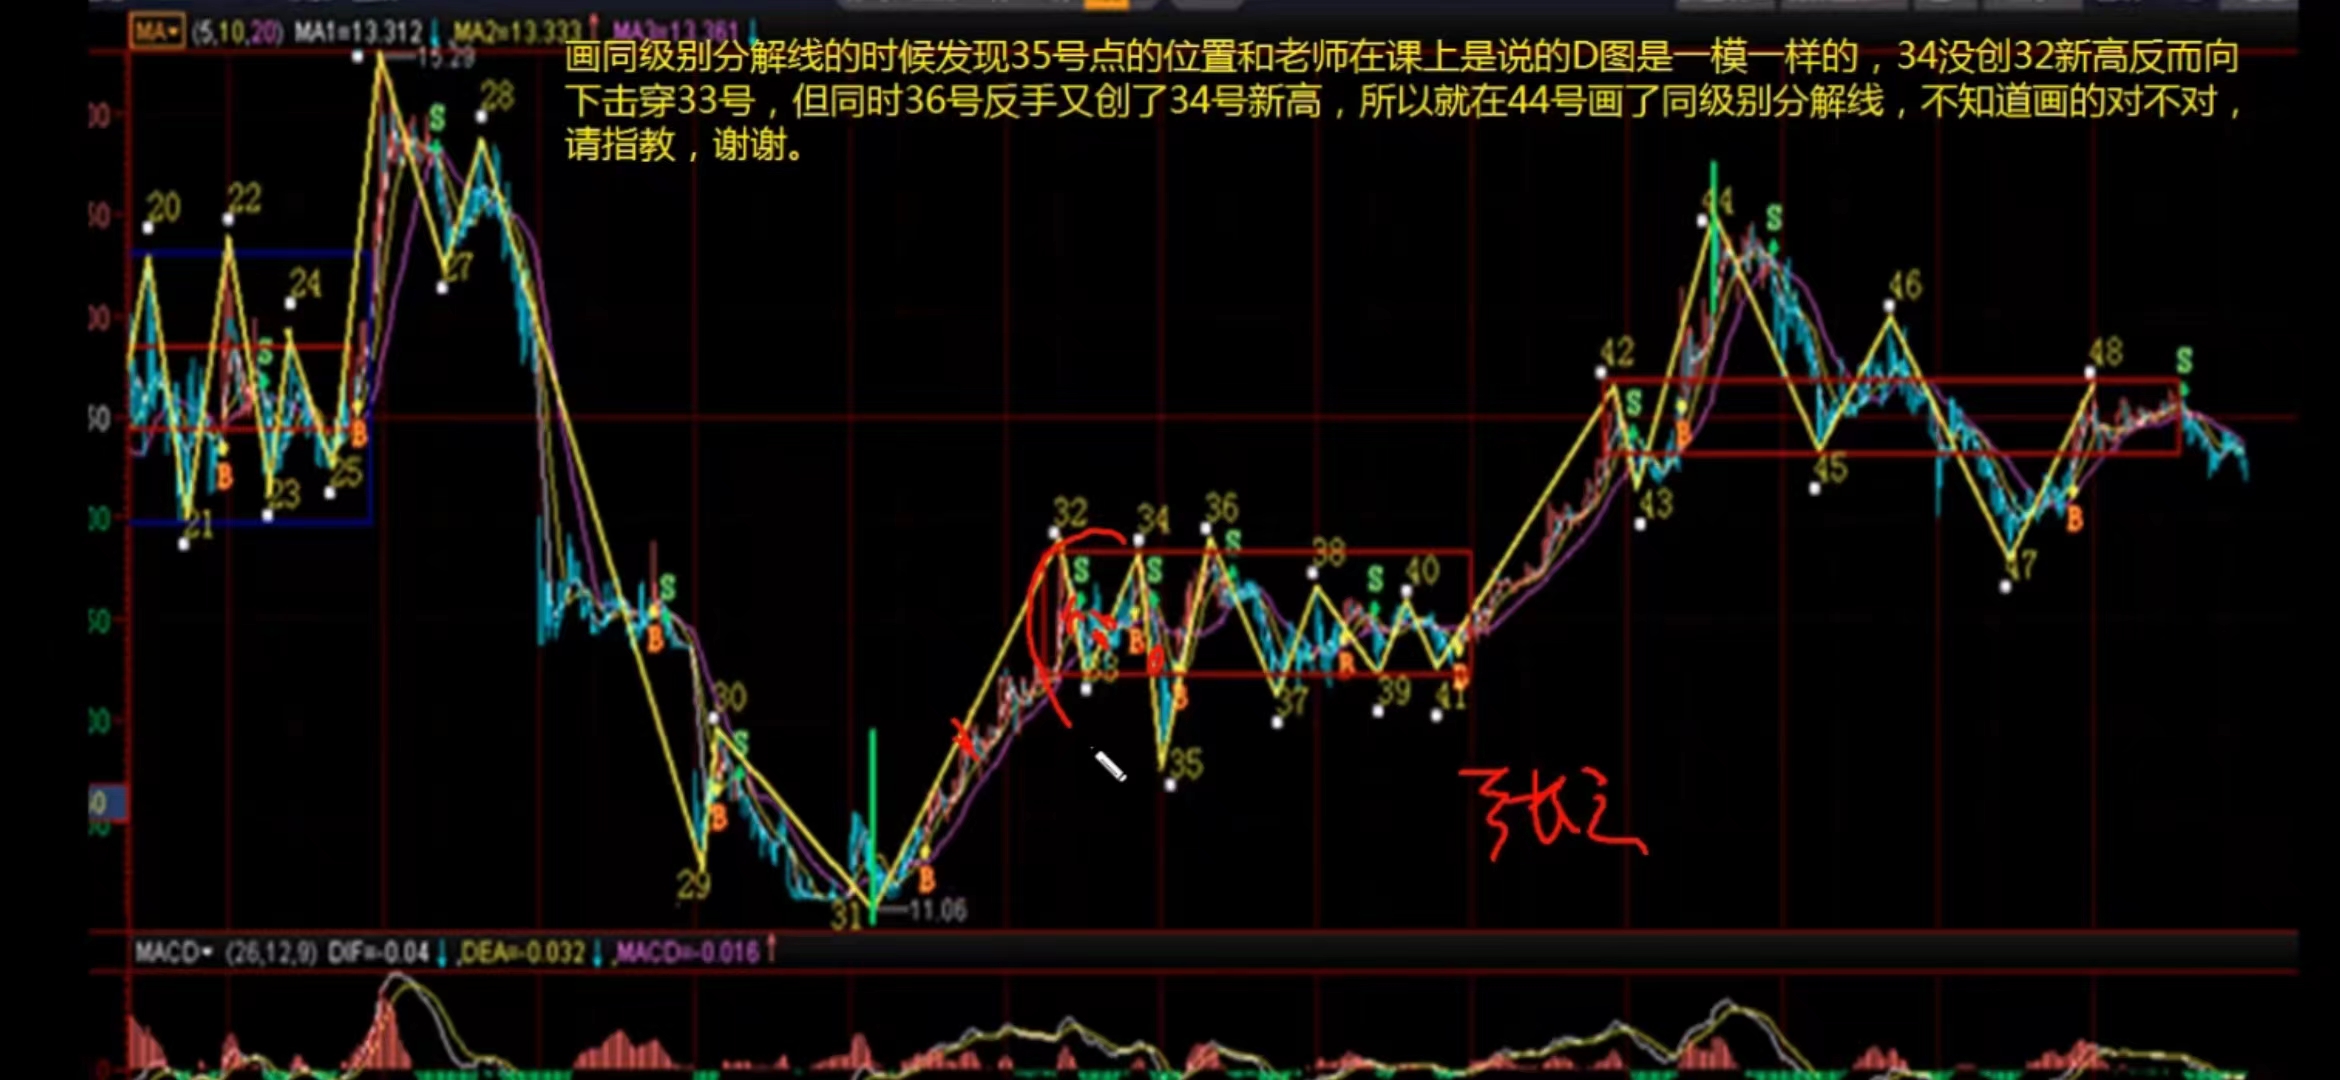 MA (5,10,20) MA1=13.312 MA2=13.333 MA3=13.361
画同级别分解线的时候发现35号点的位置和老师在课上是说的D图是一模一样的，34没创32新高反而向
下击穿33号，但同时36号反手又创了34号新高，所以就在44号画了同级别分解线，不知道画的对不对，
请指教，谢谢。
15.29
28
S
20
22
24
S
27
21
B
23
25
B
44
S
46
42
S
B
43
45
48
S
47
B
32
34
36
S
S
S
38
S
40
B
B
37
B
39
41
B
35
S
B
30
S
B
29
31
11.06
B
MACD (26,12,9) DIF=-0.04 ,DEA=-0.032 ,MACD=-0.016